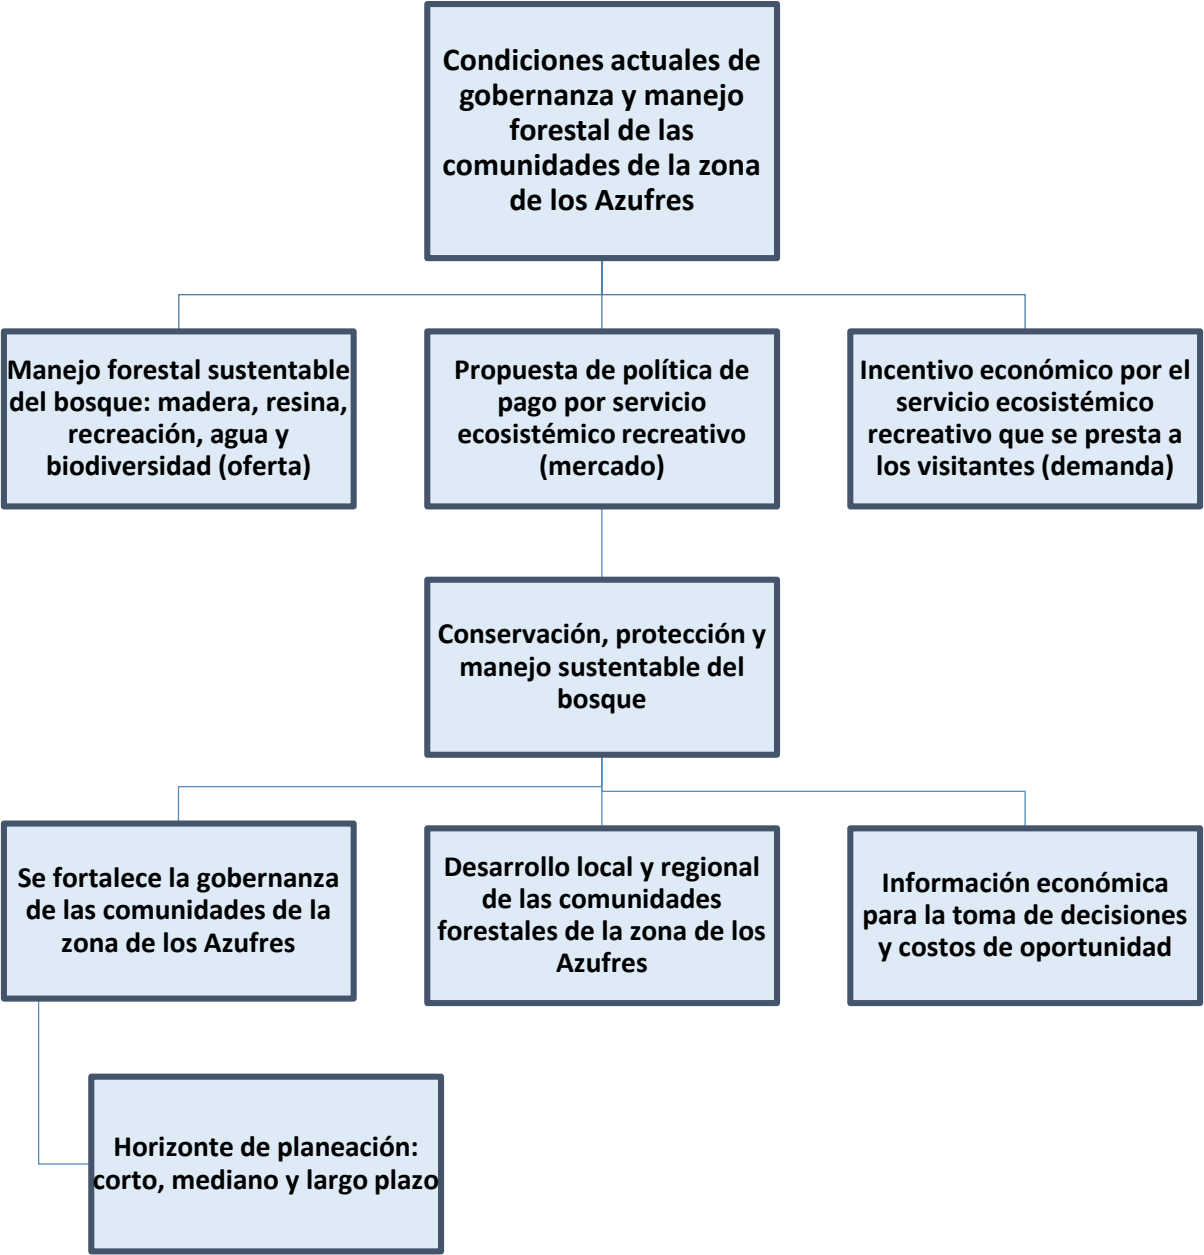 Condiciones actuales de
gobernanza y manejo
forestal de las
comunidades de la zona
de los Azufres
Manejo forestal sustentable
del bosque: madera, resina,
recreación, agua y
biodiversidad (oferta)
Propuesta de política de
pago por servicio
ecosistémico recreativo
(mercado)
Incentivo económico por el
servicio ecosistémico
recreativo que se presta a
los visitantes (demanda)
Conservación, protección y
manejo sustentable del
bosque
Se fortalece la gobernanza
de las comunidades de la
zona de los Azufres
Desarrollo local y regional
de las comunidades
forestales de la zona de los
Azufres
Información económica
para la toma de decisiones
y costos de oportunidad
Horizonte de planeación:
corto, mediano y largo plazo